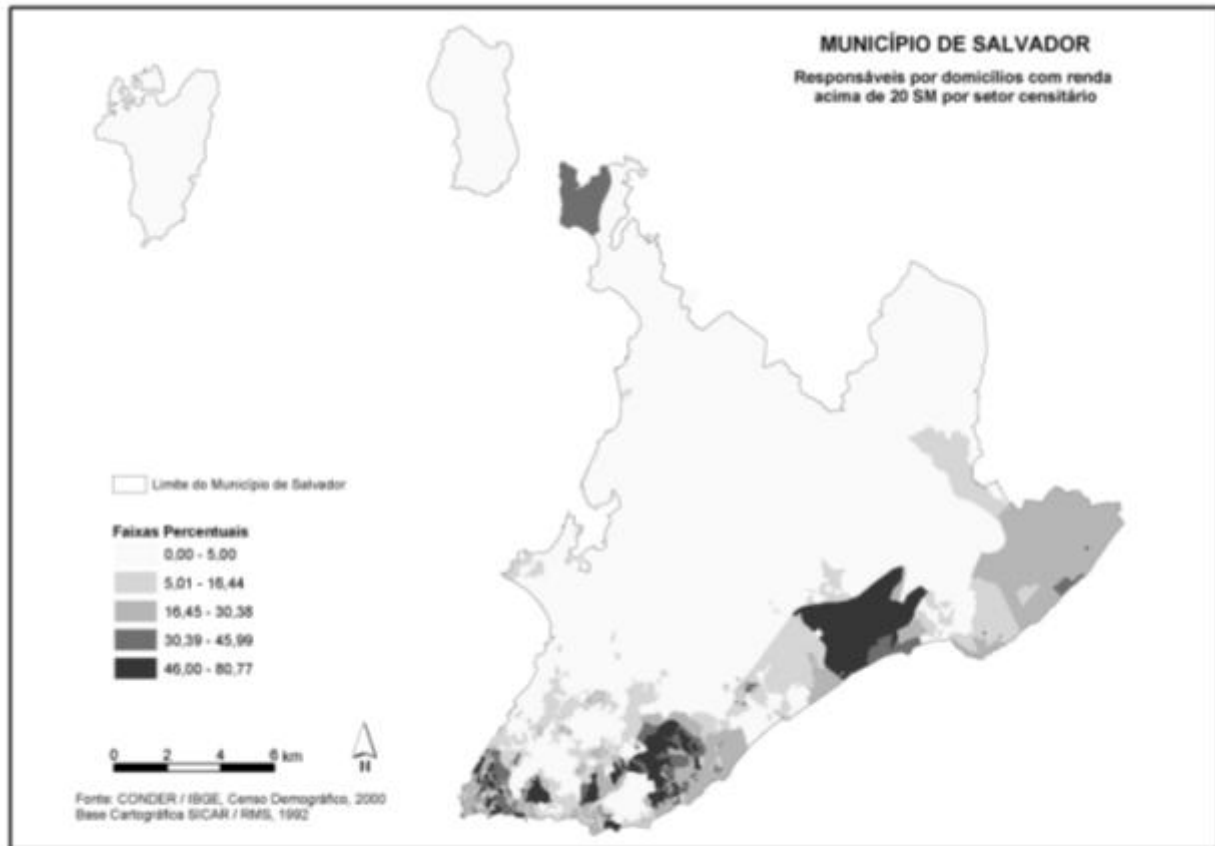 MUNICÍPIO DE SALVADOR
Responsáveis por domicílios com renda
acima de 20 SM por setor censitário
Limite do Município de Salvador
Faixas Percentuais
0,00 - 5,00
5,01 - 16,44
16,45 - 30,38
30,39 - 45,99
46,00 - 80,77
0 2 4 6 km
N
Fonte: CONDER / IBGE, Censo Demográfico, 2000
Base Cartográfica SICAR / RMS, 1992